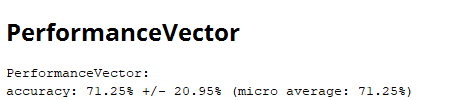 PerformanceVector
PerformanceVector:
accuracy: 71.25% +/- 20.95% (micro average: 71.25%)